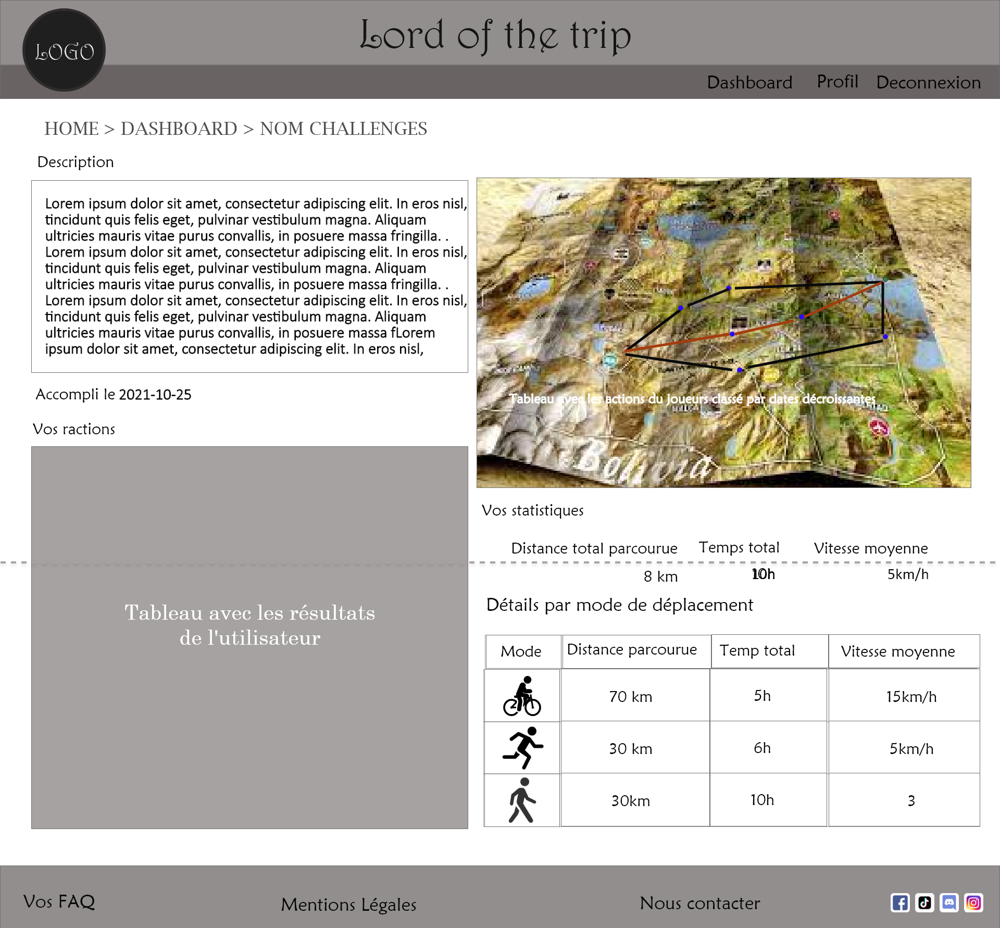 LOGO
Lord of the trip
Dashboard Profil Deconnexion
HOME > DASHBOARD > NOM CHALLENGES
Description
Lorem ipsum dolor sit amet, consectetur adipiscing elit. In eros nisl,
tincidunt quis felis eget, pulvinar vestibulum magna. Aliquam
ultricies mauris vitae purus convallis, in posuere massa fringilla. .
Lorem ipsum dolor sit amet, consectetur adipiscing elit. In eros nisl,
tincidunt quis felis eget, pulvinar vestibulum magna. Aliquam
ultricies mauris vitae purus convallis, in posuere massa fringilla. .
Lorem ipsum dolor sit amet, consectetur adipiscing elit. In eros nisl,
tincidunt quis felis eget, pulvinar vestibulum magna. Aliquam
ultricies mauris vitae purus convallis, in posuere massa fLorem
ipsum dolor sit amet, consectetur adipiscing elit. In eros nisl,
Accompli le 2021-10-25
Vos ractions
Tableau avec les résultats
de l'utilisateur
Tableau avec les actions du joueurs classé par dates décroissantes
Bolivia
Vos statistiques
Distance total parcourue Temps total Vitesse moyenne
8 km 10h 5km/h
Détails par mode de déplacement
Mode Distance parcourue Temp total Vitesse moyenne
70 km 5h 15km/h
30 km 6h 5km/h
30km 10h 3
Vos FAQ Mentions Légales Nous contacter